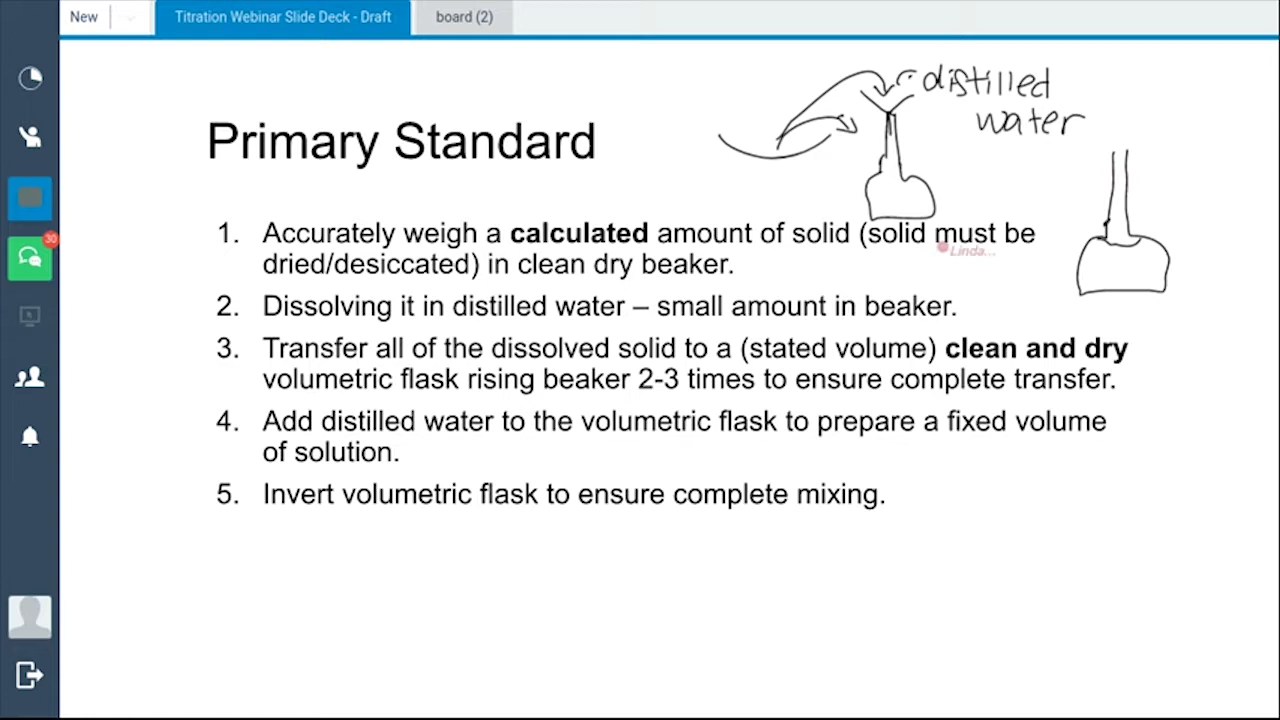 New
Titration Webinar Slide Deck - Draft
board (2)
30
distilled
water
Primary Standard
1. Accurately weigh a calculated amount of solid (solid must be
Linda...
dried/desiccated) in clean dry beaker.
2. Dissolving it in distilled water – small amount in beaker.
3. Transfer all of the dissolved solid to a (stated volume) clean and dry
volumetric flask rising beaker 2-3 times to ensure complete transfer.
4. Add distilled water to the volumetric flask to prepare a fixed volume
of solution.
5. Invert volumetric flask to ensure complete mixing.